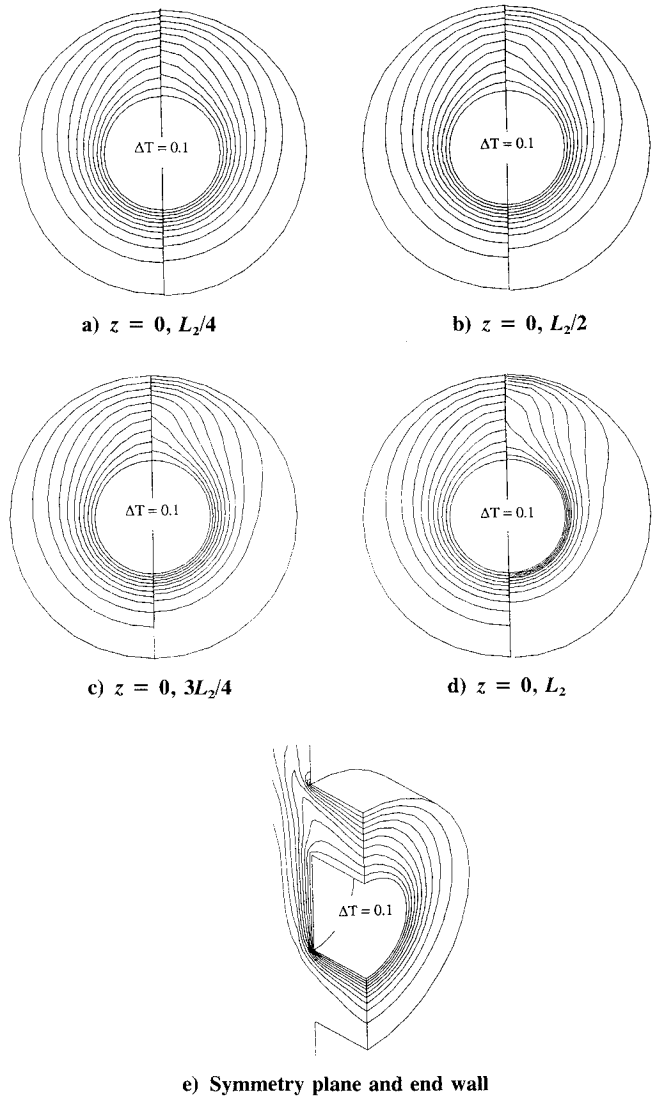 ΔT = 0.1
ΔT = 0.1
a) z = 0, L₂/4
b) z = 0, L₂/2
ΔT = 0.1
ΔT = 0.1
c) z = 0, 3L₂/4
d) z = 0, L₂
ΔT = 0.1
e) Symmetry plane and end wall